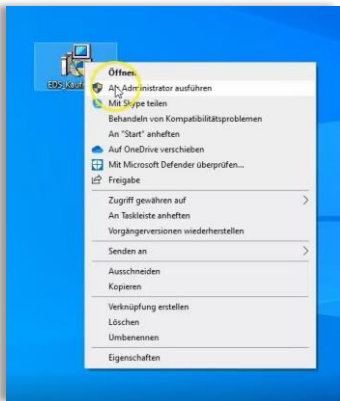 EDS_Kauf
Öffnen
Als Administrator ausführen
Mit Skype teilen
Behandeln von Kompatibilitätsproblemen
An "Start" anheften
Auf OneDrive verschieben
Mit Microsoft Defender überprüfen...
Freigabe
Zugriff gewähren auf
An Taskleiste anheften
Vorgängerversionen wiederherstellen
Senden an
Ausschneiden
Kopieren
Verknüpfung erstellen
Löschen
Umbenennen
Eigenschaften